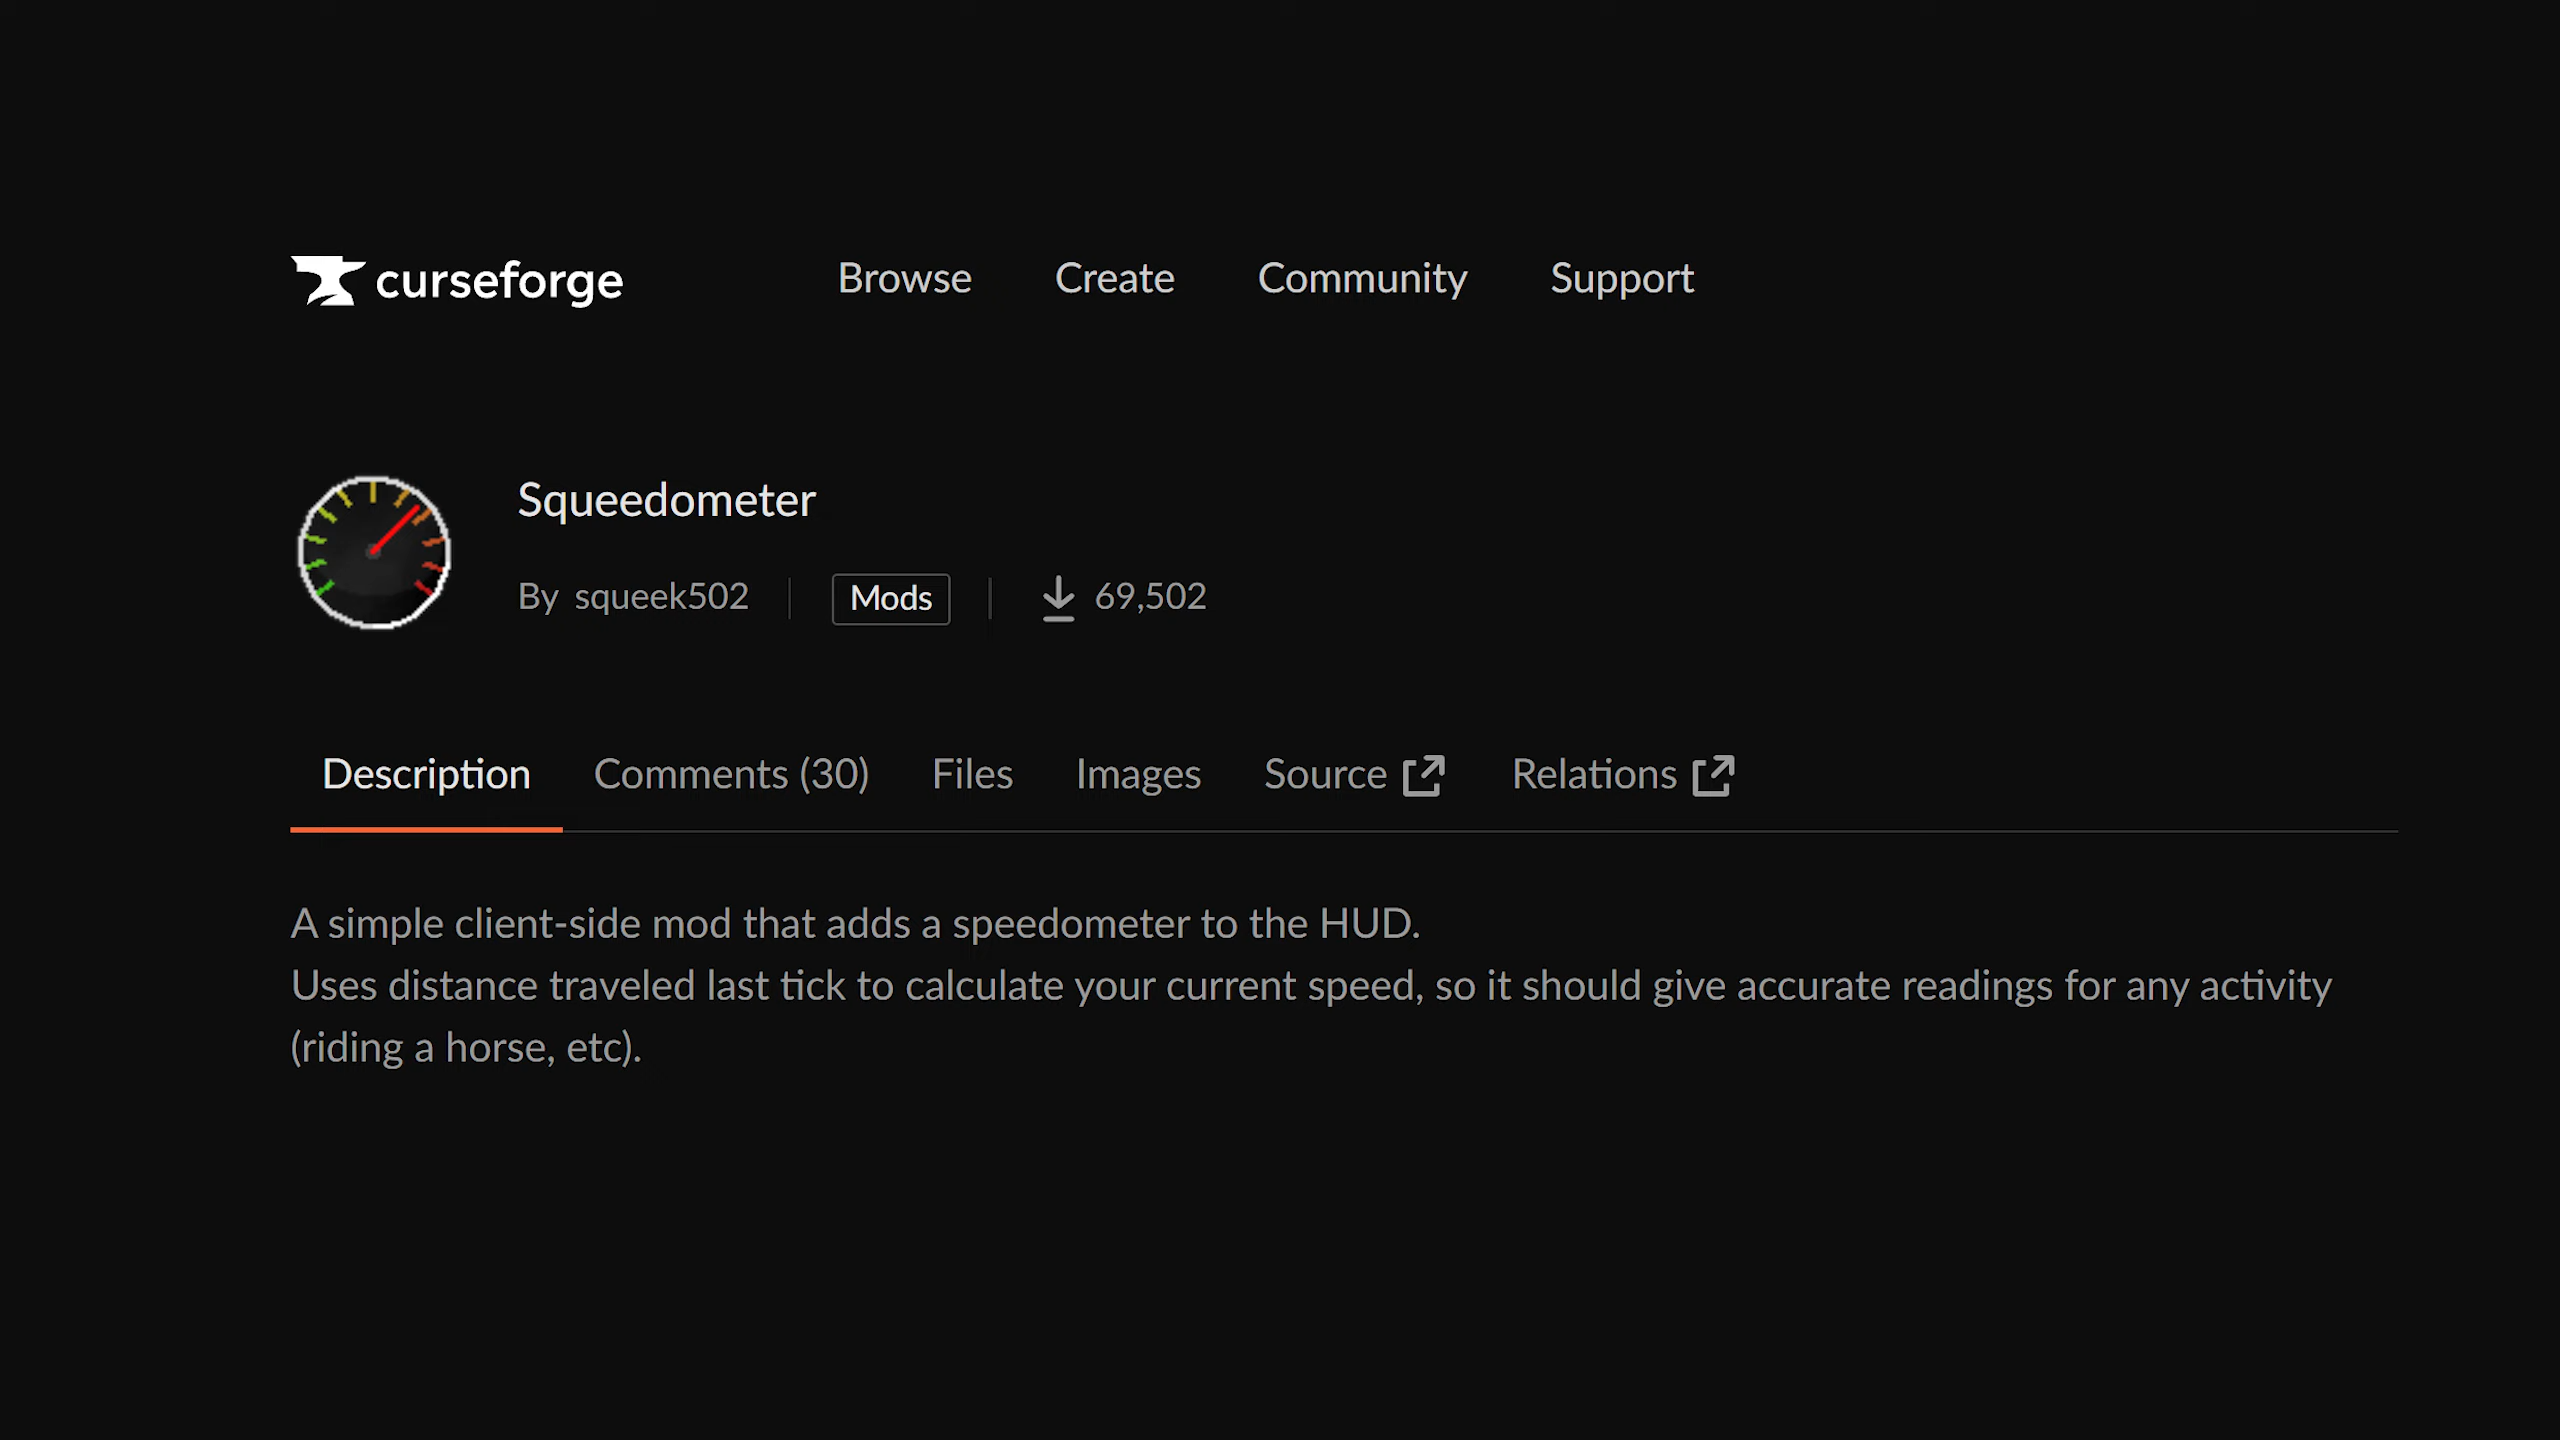 curseforge Browse Create Community Support
Squeedometer
By squeek502 Mods 69,502
Description Comments (30) Files Images Source Relations
A simple client-side mod that adds a speedometer to the HUD.
Uses distance traveled last tick to calculate your current speed, so it should give accurate readings for any activity
(riding a horse, etc).